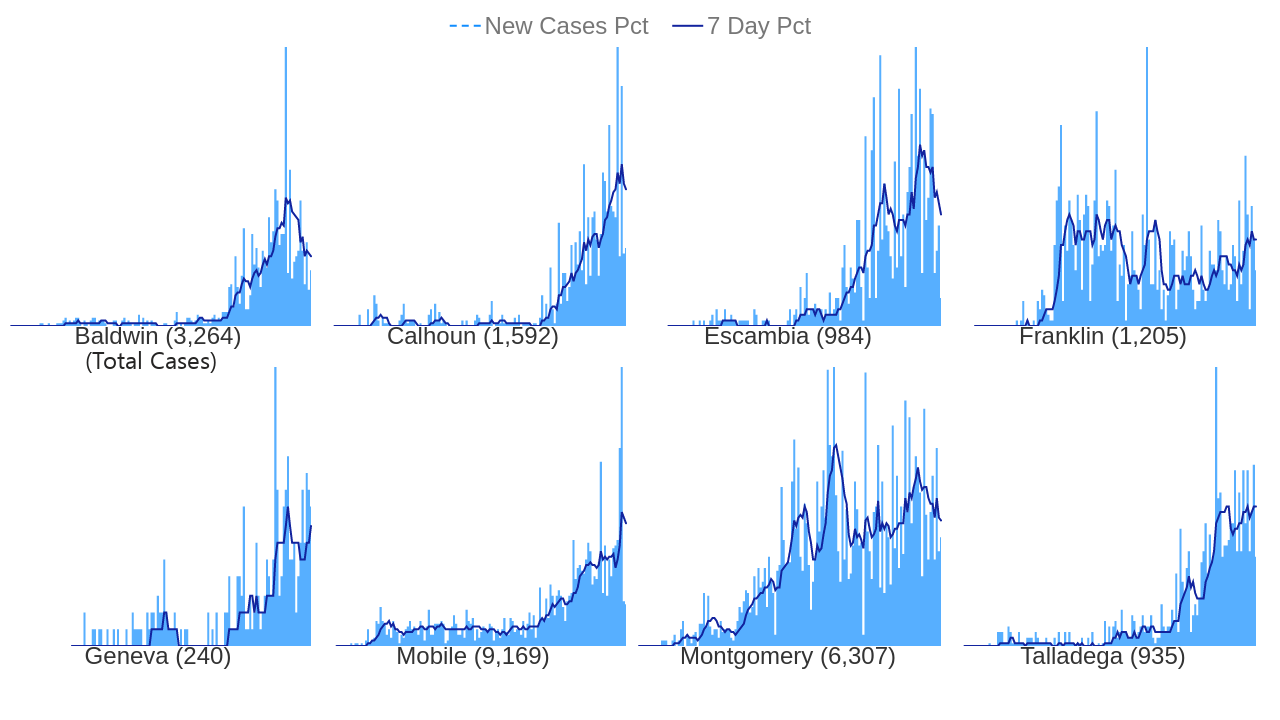 New Cases Pct 7 Day Pct
Baldwin (3,264) Calhoun (1,592) Escambia (984) Franklin (1,205)
(Total Cases)
Geneva (240) Mobile (9,169) Montgomery (6,307) Talladega (935)